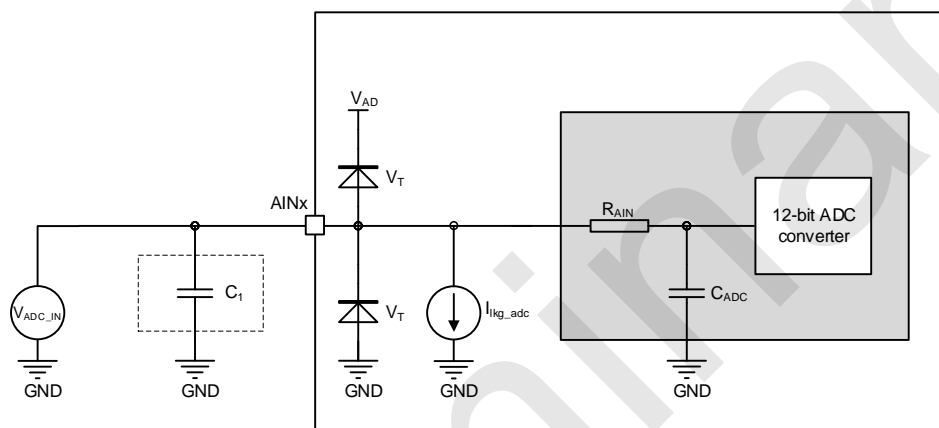 V_AD
V_T
AINx
R_AIN
12-bit ADC
converter
C_1
V_ADC_IN
V_T
I_lkg_adc
C_ADC
GND
GND
GND
GND
GND